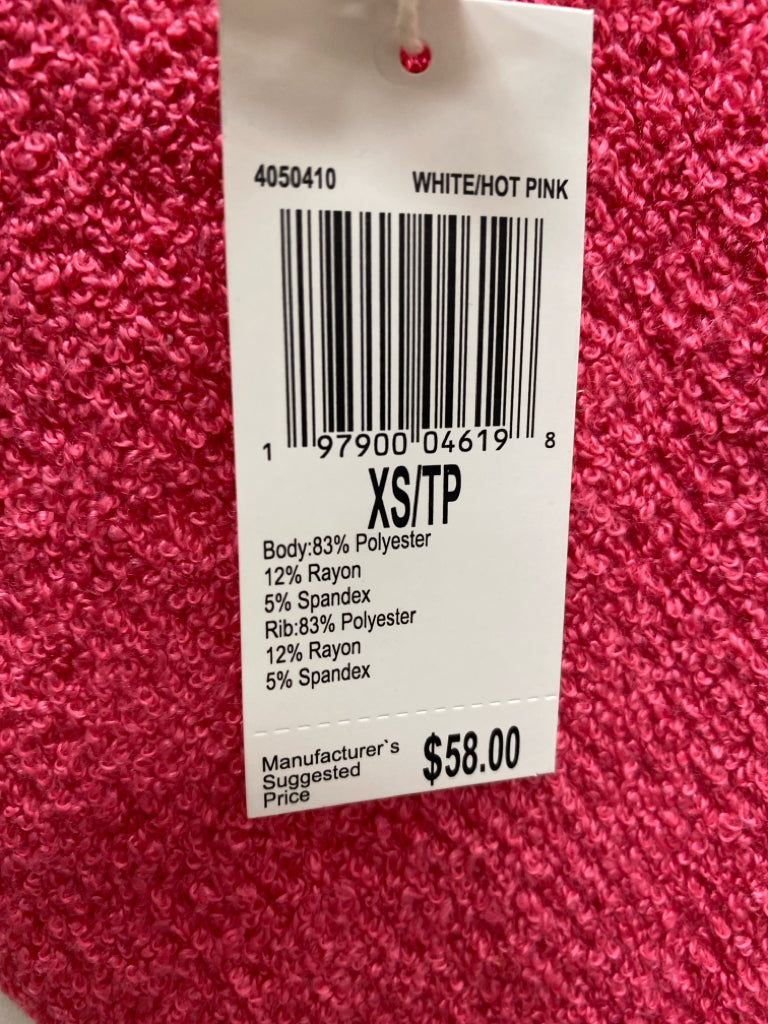 4050410 WHITE/HOT PINK
1 97900 04619 8
XS/TP
Body:83% Polyester
12% Rayon
5% Spandex
Rib:83% Polyester
12% Rayon
5% Spandex
Manufacturer`s
Suggested
Price
$58.00